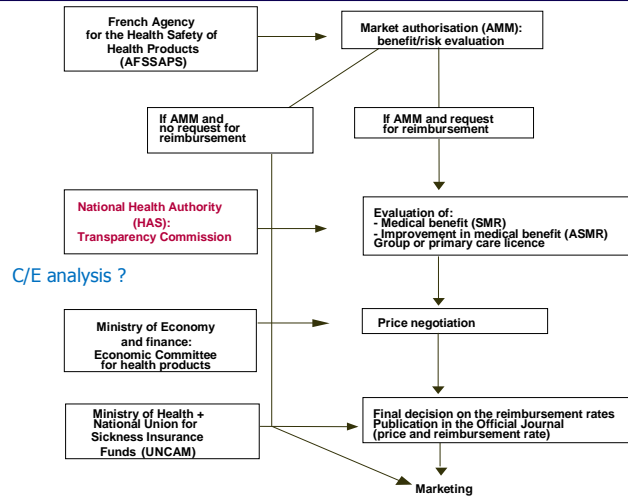 French Agency
for the Health Safety of
Health Products
(AFSSAPS)
Market authorisation (AMM):
benefit/risk evaluation
If AMM and
no request for
reimbursement
If AMM and request
for reimbursement
National Health Authority
(HAS):
Transparency Commission
Evaluation of:
- Medical benefit (SMR)
- Improvement in medical benefit (ASMR)
Group or primary care licence
C/E analysis ?
Ministry of Economy
and finance:
Economic Committee
for health products
Price negotiation
Ministry of Health +
National Union for
Sickness Insurance
Funds (UNCAM)
Final decision on the reimbursement rates
Publication in the Official Journal
(price and reimbursement rate)
Marketing